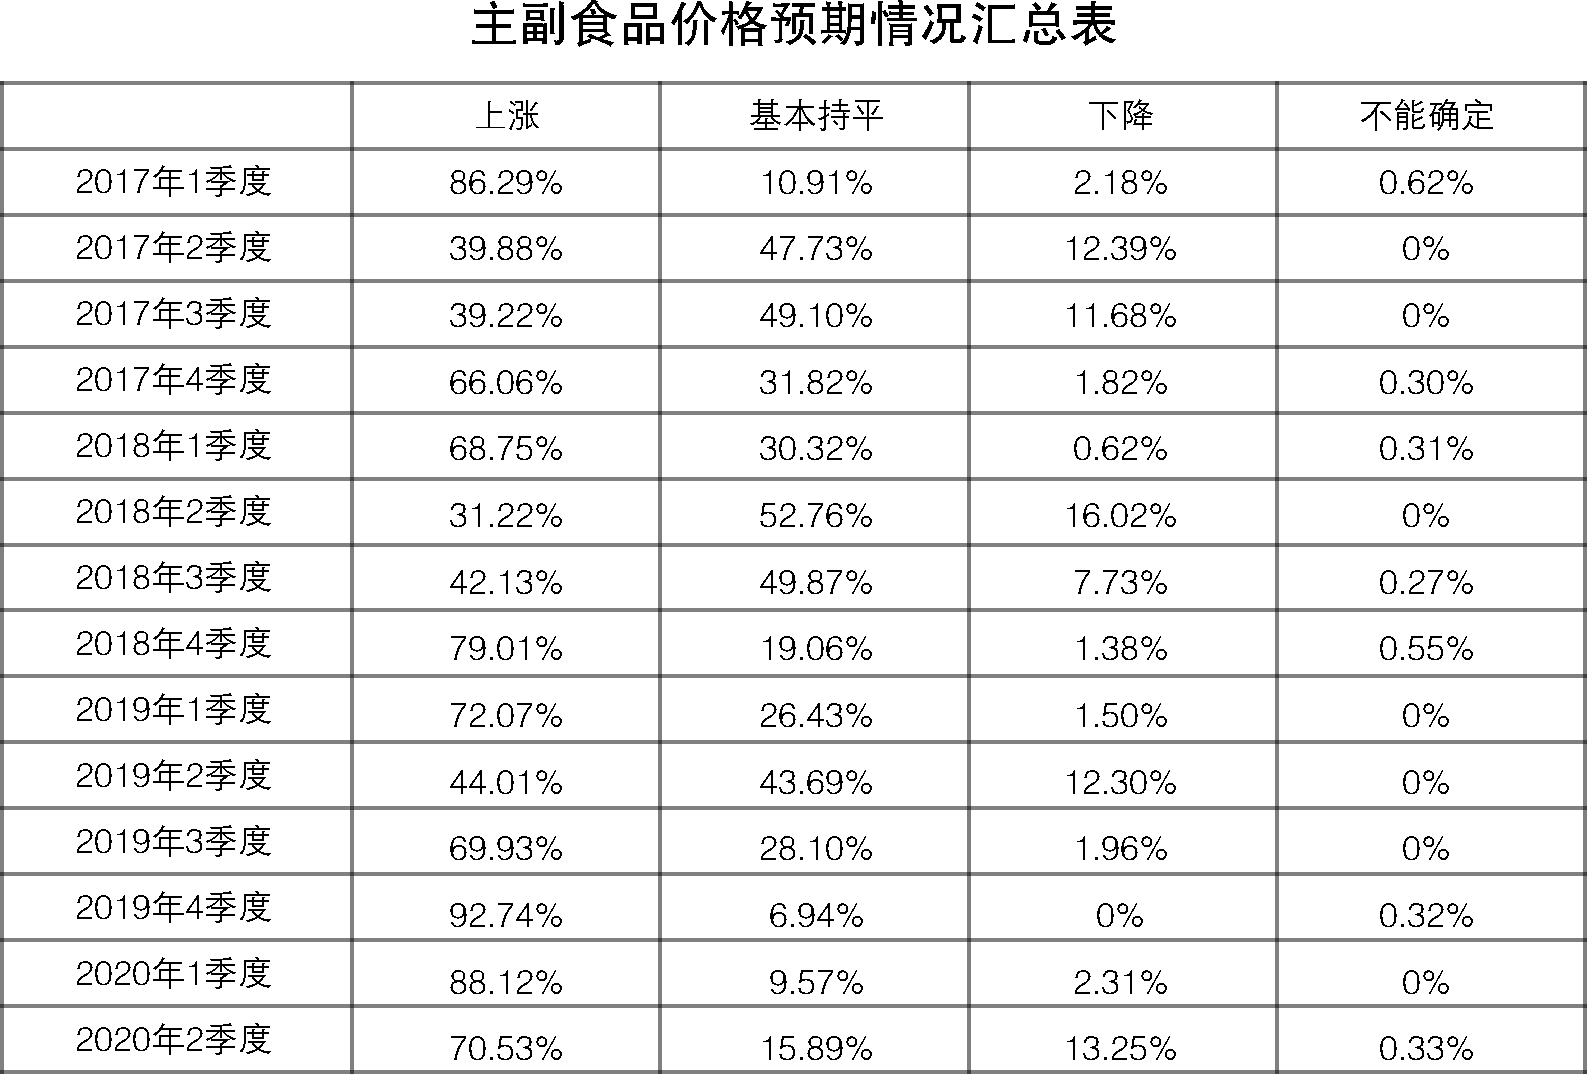 主副食品价格预期情况汇总表
上涨 基本持平 下降 不能确定
2017年1季度 86.29% 10.91% 2.18% 0.62%
2017年2季度 39.88% 47.73% 12.39% 0%
2017年3季度 39.22% 49.10% 11.68% 0%
2017年4季度 66.06% 31.82% 1.82% 0.30%
2018年1季度 68.75% 30.32% 0.62% 0.31%
2018年2季度 31.22% 52.76% 16.02% 0%
2018年3季度 42.13% 49.87% 7.73% 0.27%
2018年4季度 79.01% 19.06% 1.38% 0.55%
2019年1季度 72.07% 26.43% 1.50% 0%
2019年2季度 44.01% 43.69% 12.30% 0%
2019年3季度 69.93% 28.10% 1.96% 0%
2019年4季度 92.74% 6.94% 0% 0.32%
2020年1季度 88.12% 9.57% 2.31% 0%
2020年2季度 70.53% 15.89% 13.25% 0.33%